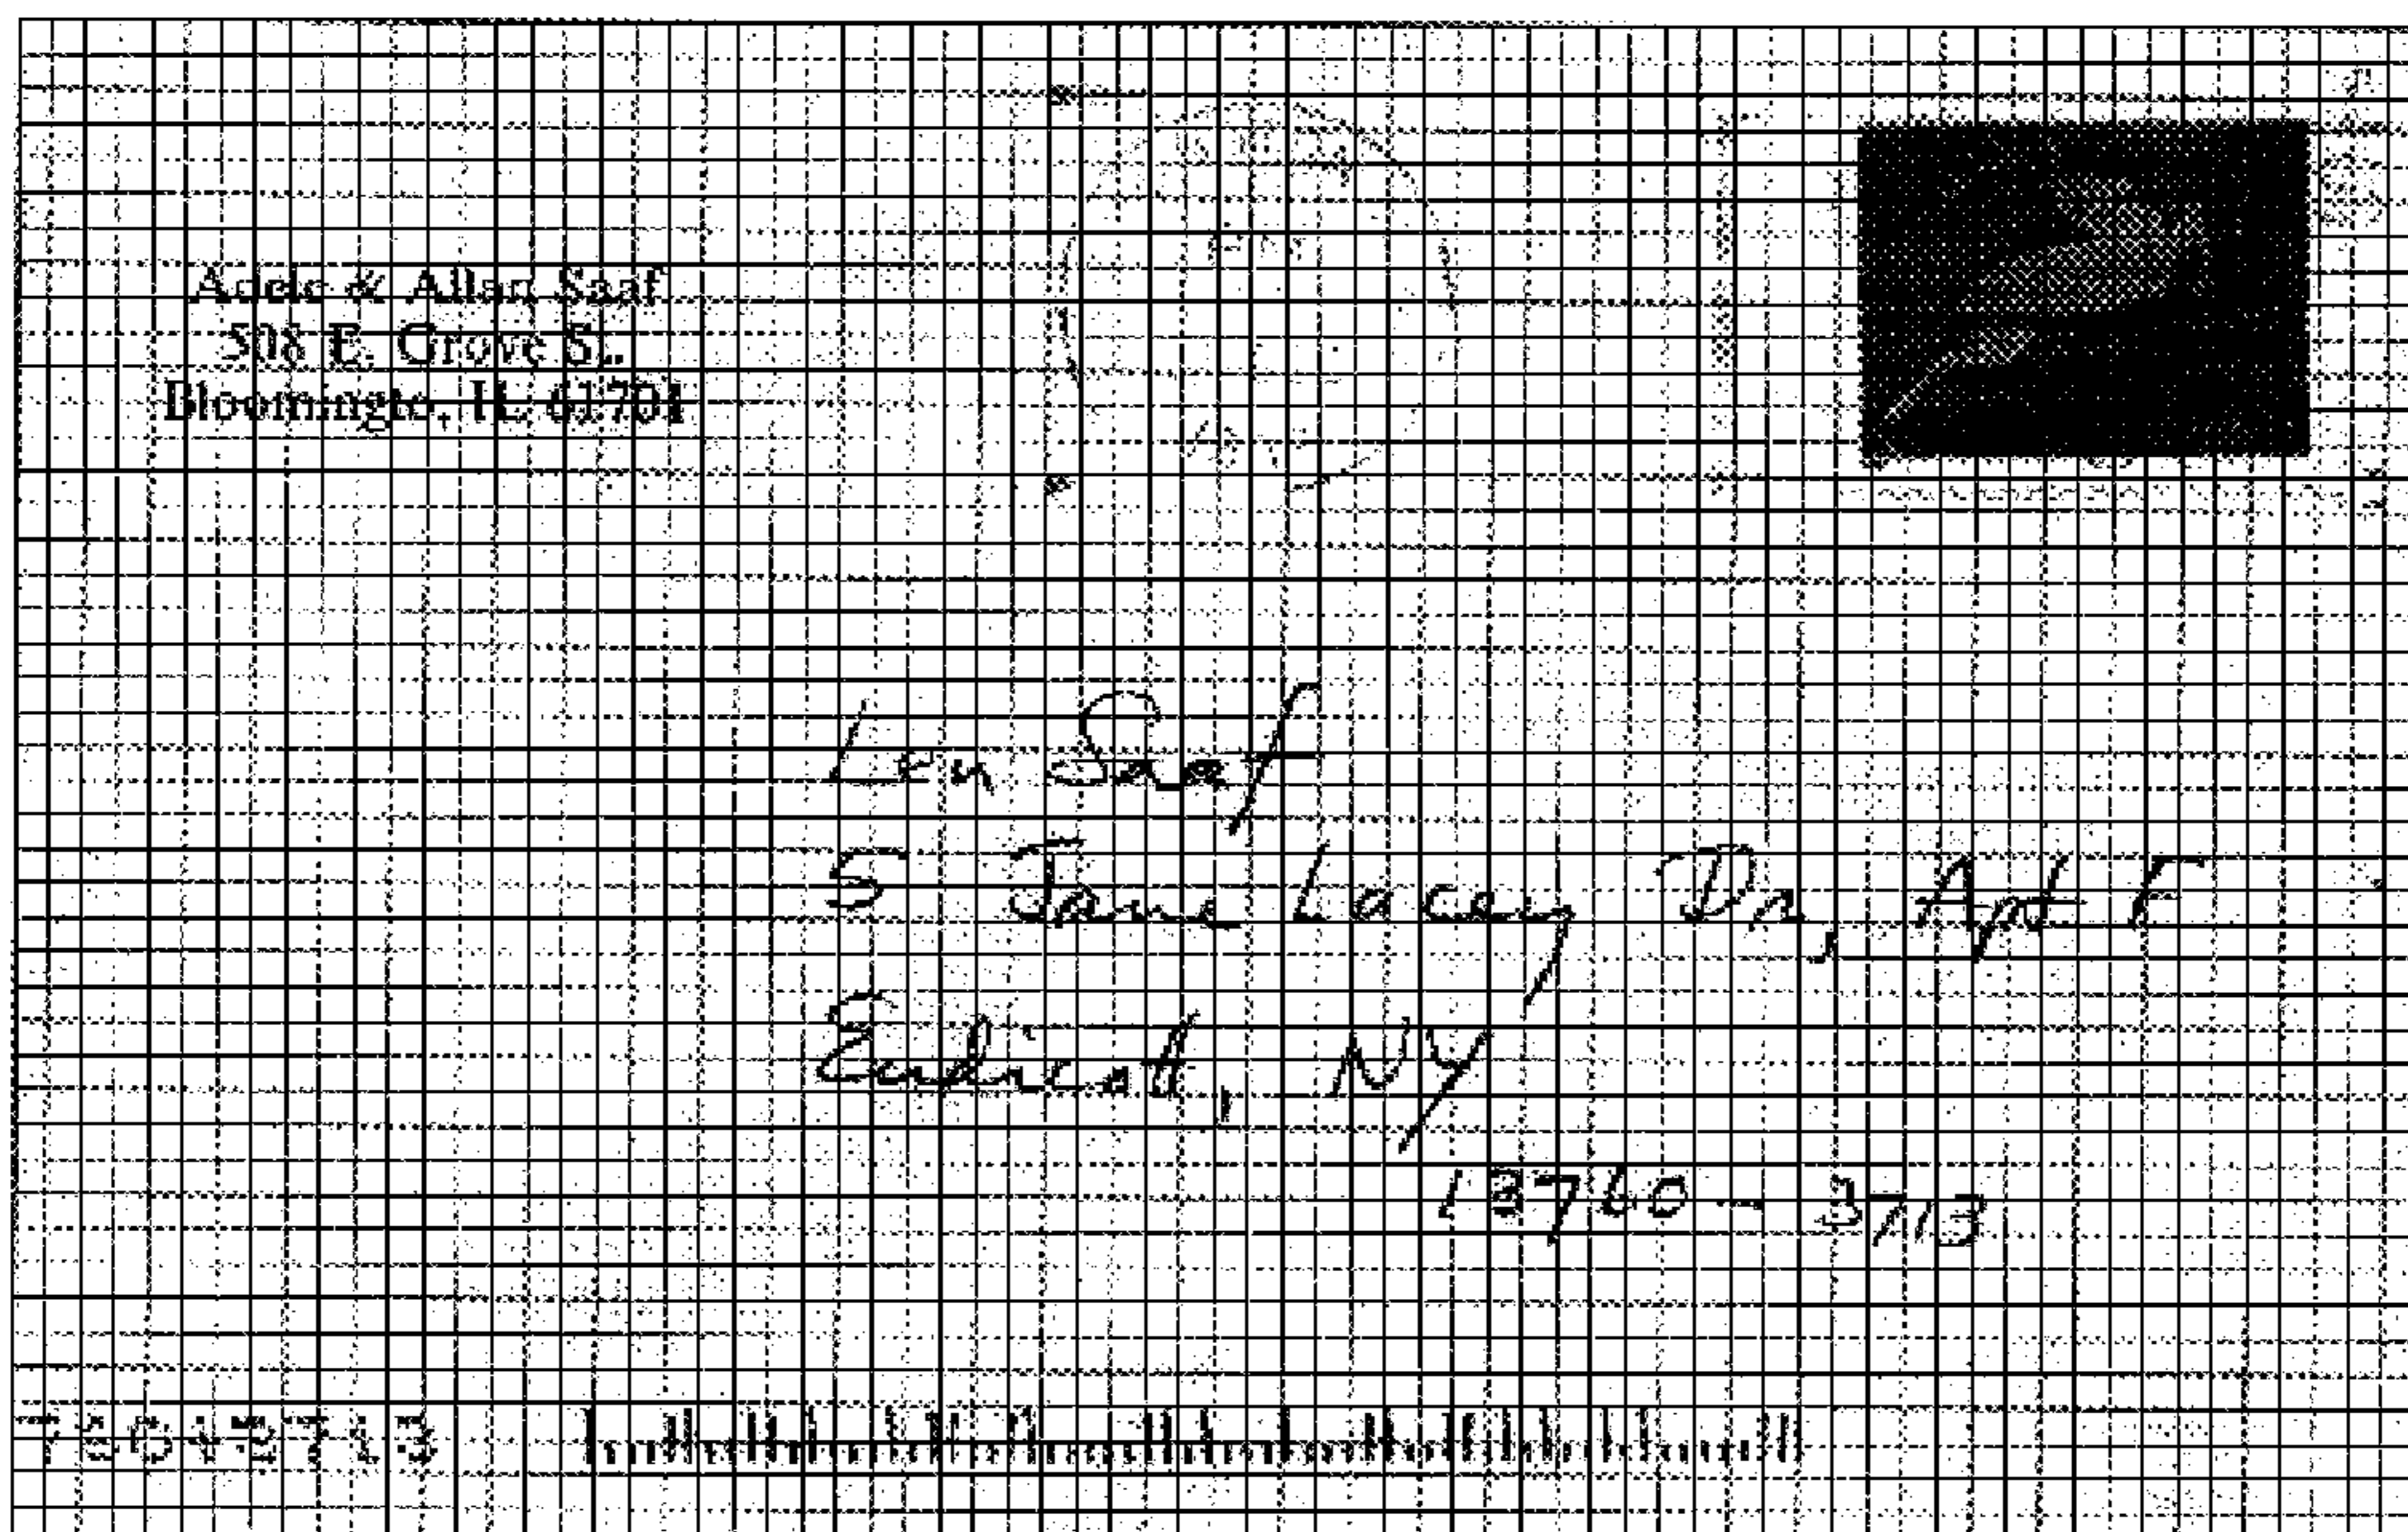 Adele & Allan Saaf
508 E. Grove St.
Bloomingto, IL 61701
Len Saaf
5 Jane Lacey Dr, Apt F
Endicott, NY
13760 - 3713